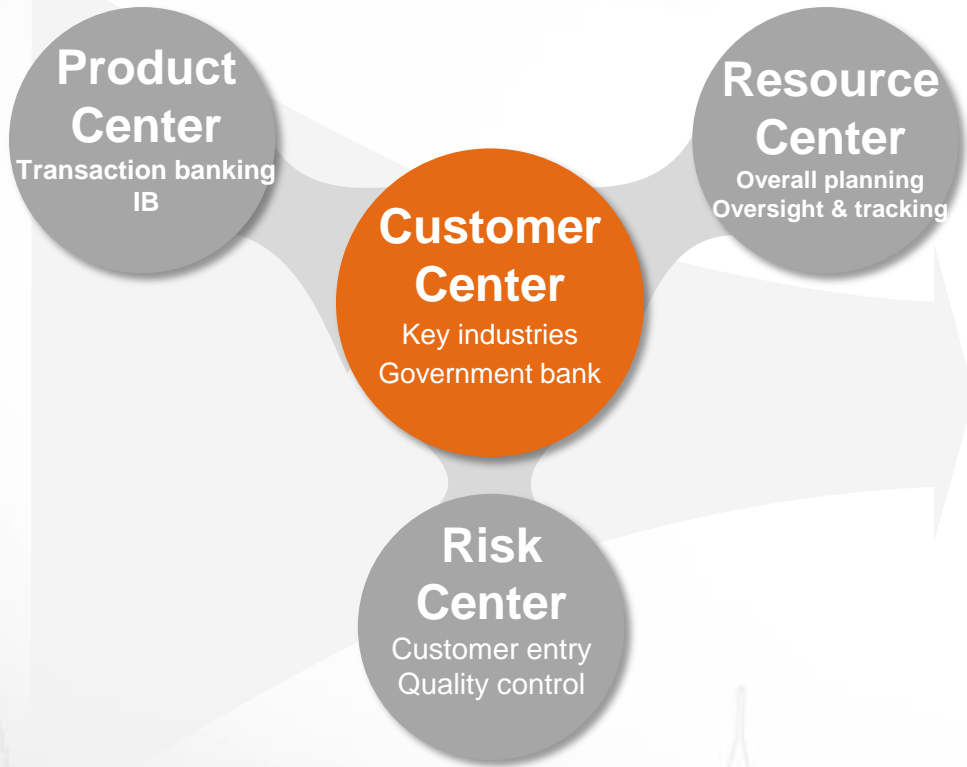 Product
Center
Transaction banking
IB
Resource
Center
Overall planning
Oversight & tracking
Customer
Center
Key industries
Government bank
Risk
Center
Customer entry
Quality control